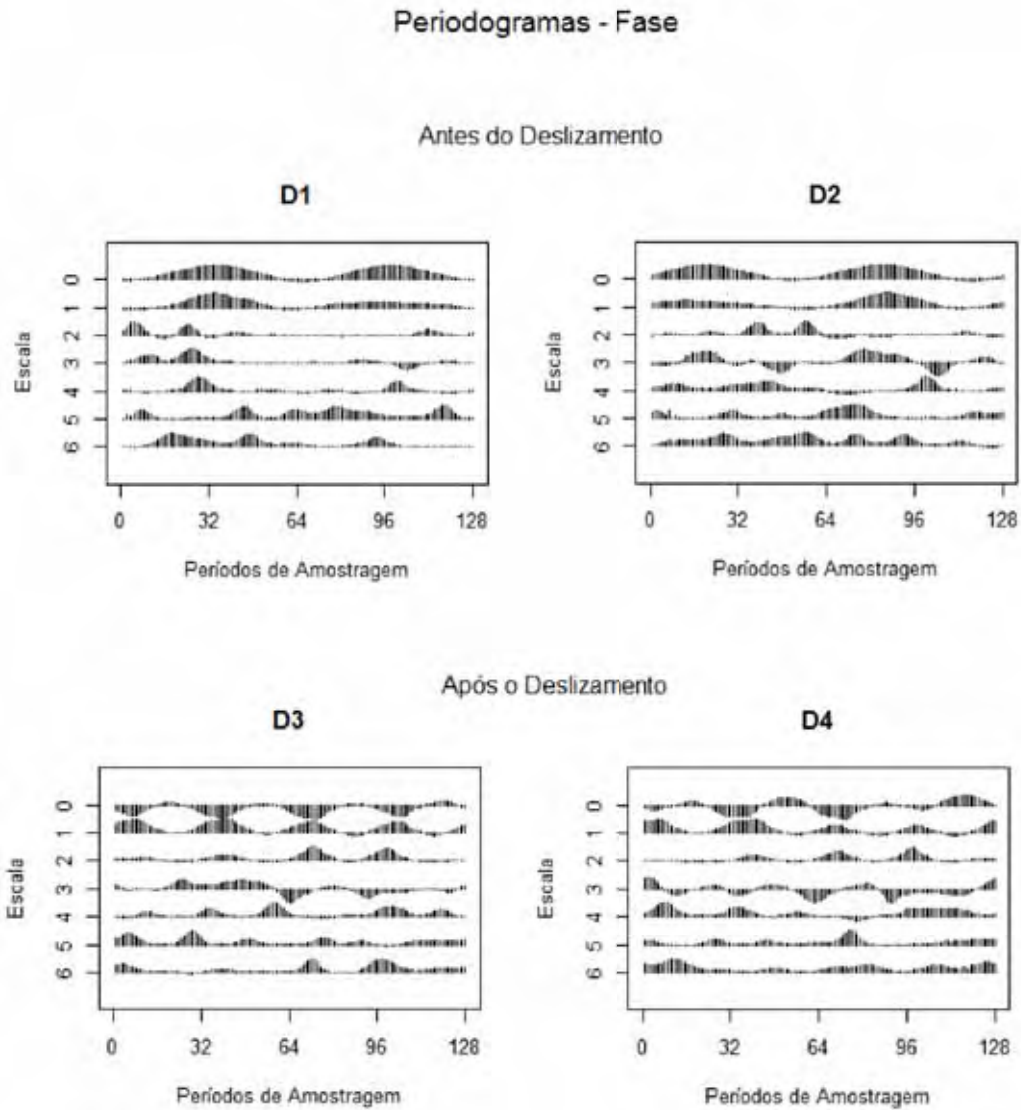 Periodogramas - Fase
Antes do Deslizamento
D1
D2
Escala
0
1
2
3
4
5
6
0 32 64 96 128
Períodos de Amostragem
Escala
0
1
2
3
4
5
6
0 32 64 96 128
Períodos de Amostragem
Após o Deslizamento
D3
D4
Escala
0
1
2
3
4
5
6
0 32 64 96 128
Períodos de Amostragem
Escala
0
1
2
3
4
5
6
0 32 64 96 128
Períodos de Amostragem